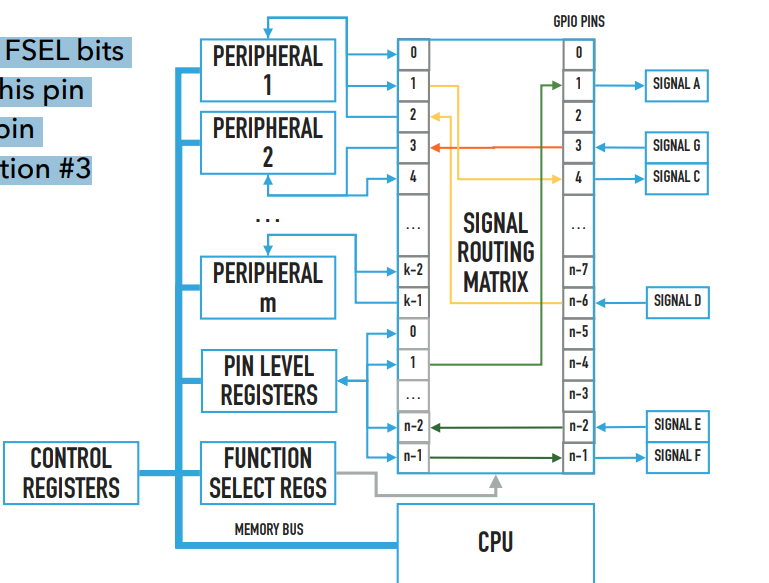 GPIO PINS
FSEL bits
his pin
pin
tion #3
PERIPHERAL
1
PERIPHERAL
2
...
PERIPHERAL
m
PIN LEVEL
REGISTERS
CONTROL
REGISTERS
FUNCTION
SELECT REGS
MEMORY BUS
CPU
0
1
2
3
4
...
k-2
k-1
0
1
...
n-2
n-1
SIGNAL
ROUTING
MATRIX
0
1
2
3
4
...
n-7
n-6
n-5
n-4
n-3
n-2
n-1
SIGNAL A
SIGNAL G
SIGNAL C
SIGNAL D
SIGNAL E
SIGNAL F